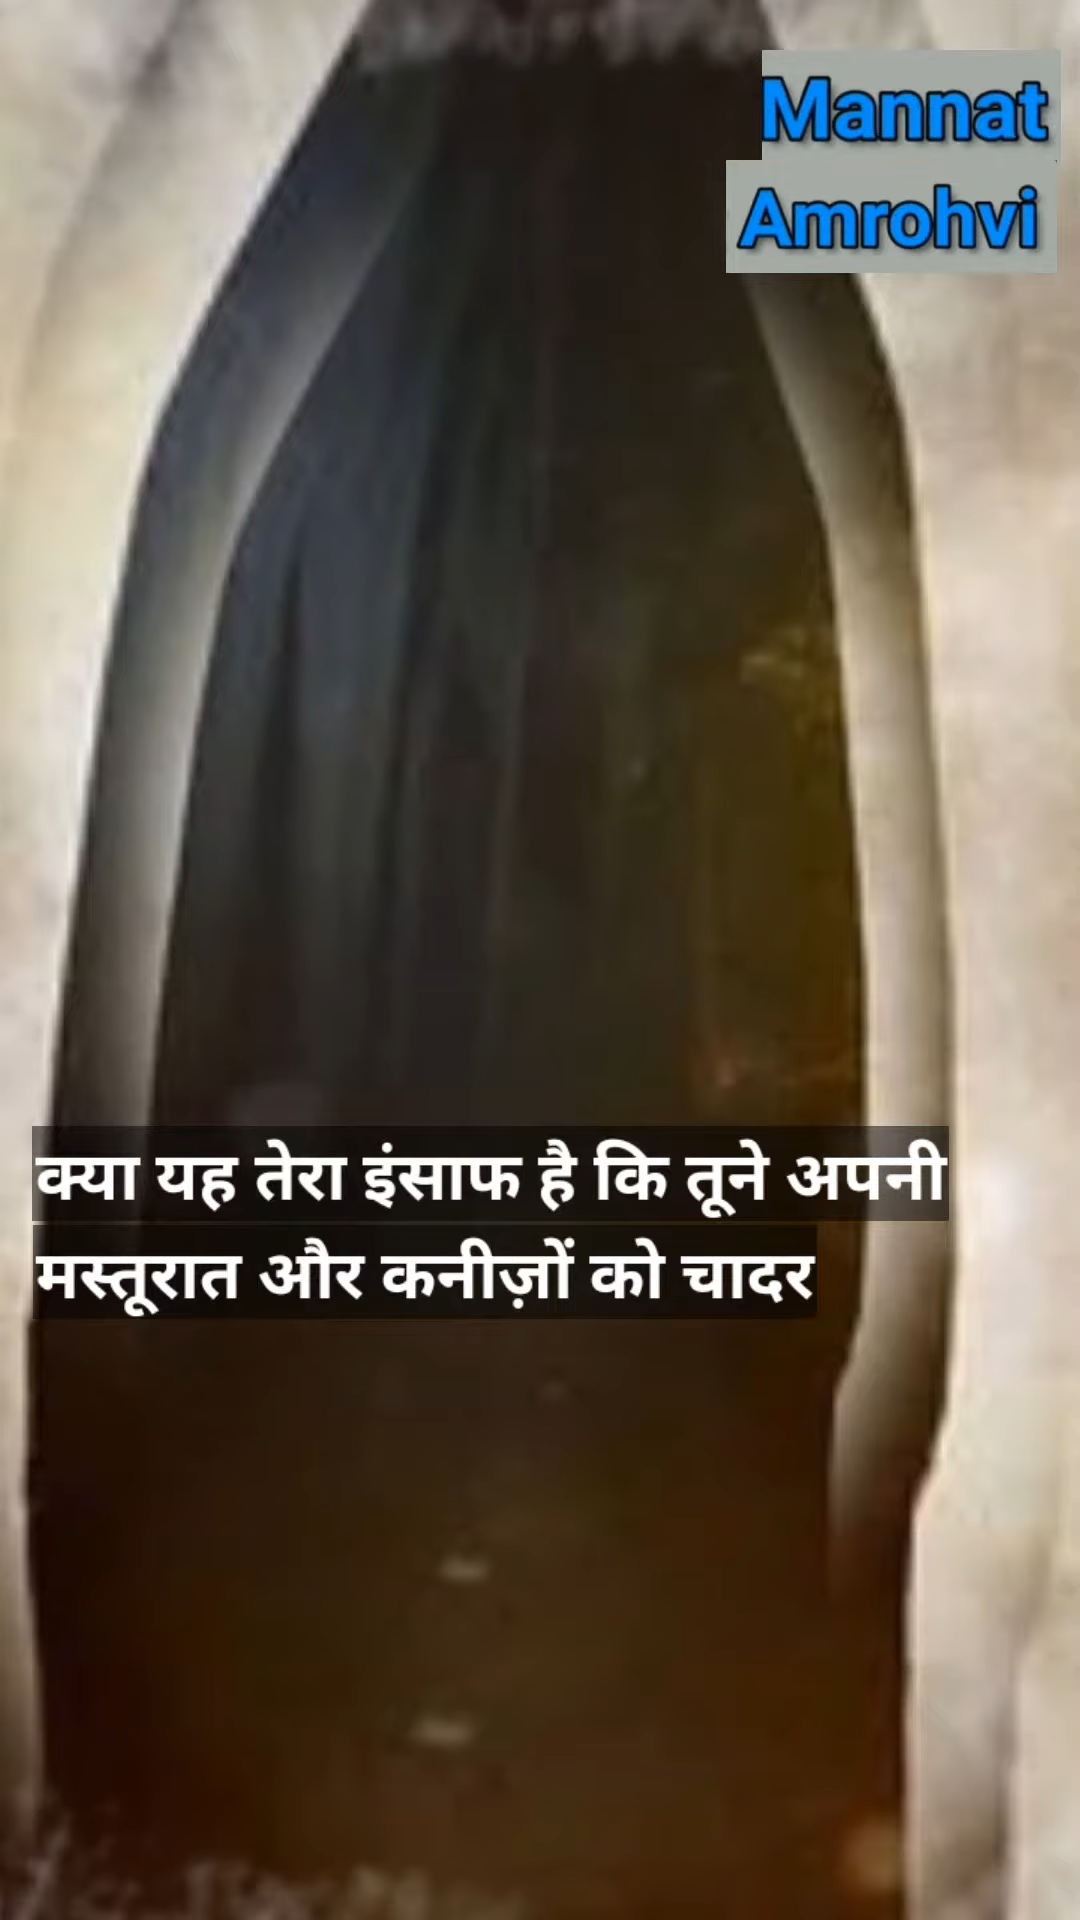 Mannat
Amrohvi
क्या यह तेरा इंसाफ है कि तूने अपनी
मस्तूरात और कनीज़ों को चादर